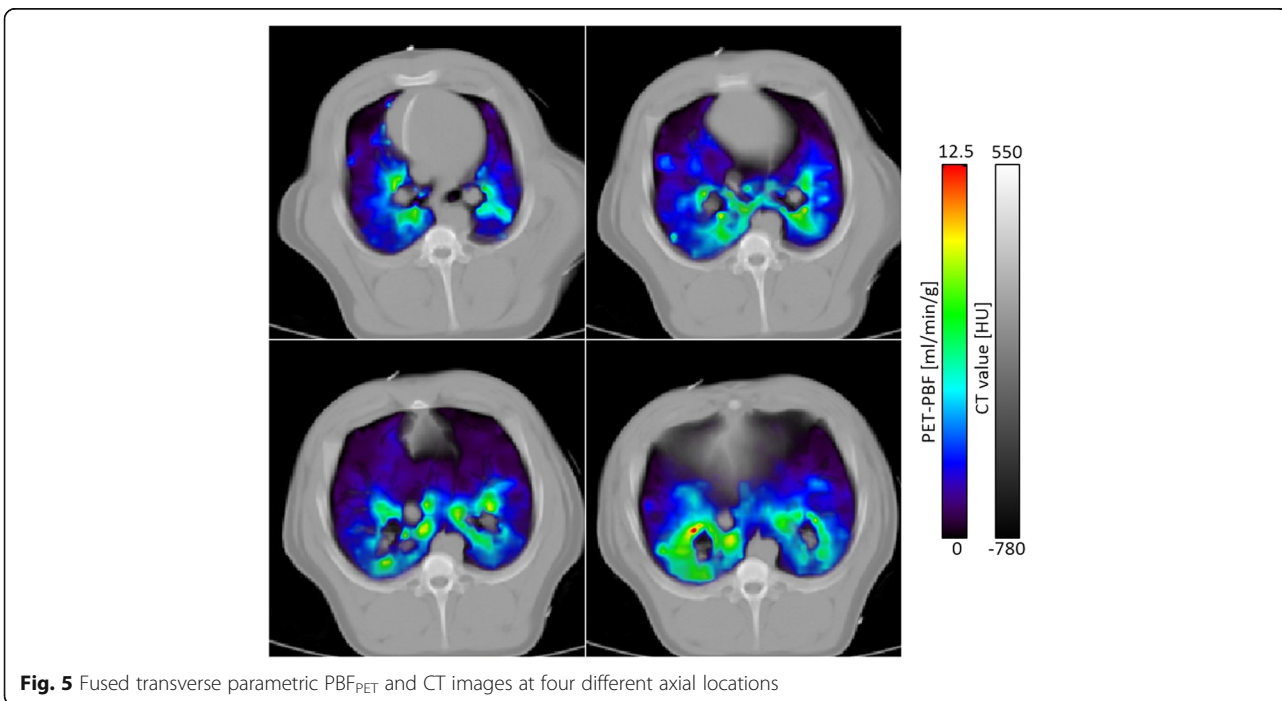 12.5 550
PET-PBF [ml/min/g]
CT value [HU]
0 -780
Fig. 5 Fused transverse parametric PBFPET and CT images at four different axial locations